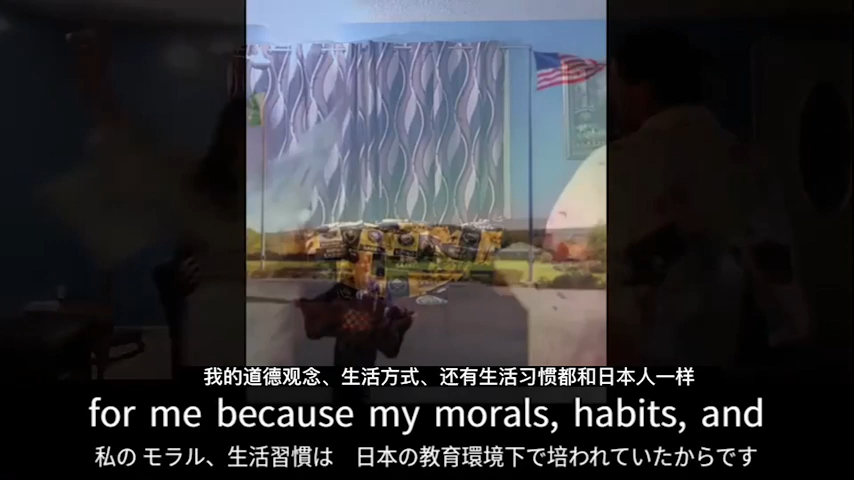 我的道德观念、生活方式、还有生活习惯都和日本人一样
for me because my morals, habits, and
私の モラル、生活習慣は 日本の教育環境下で培われていたからです